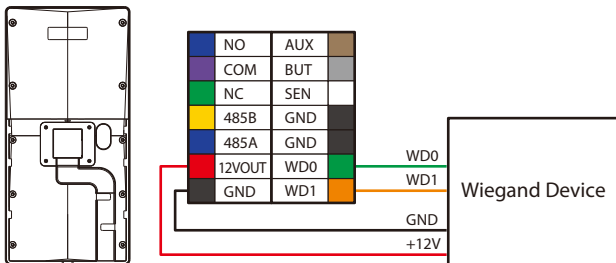 NO AUX
COM BUT
NC SEN
485B GND
485A GND
12VOUT WD0
GND WD1
WD0
WD1
GND
+12V
Wiegand Device